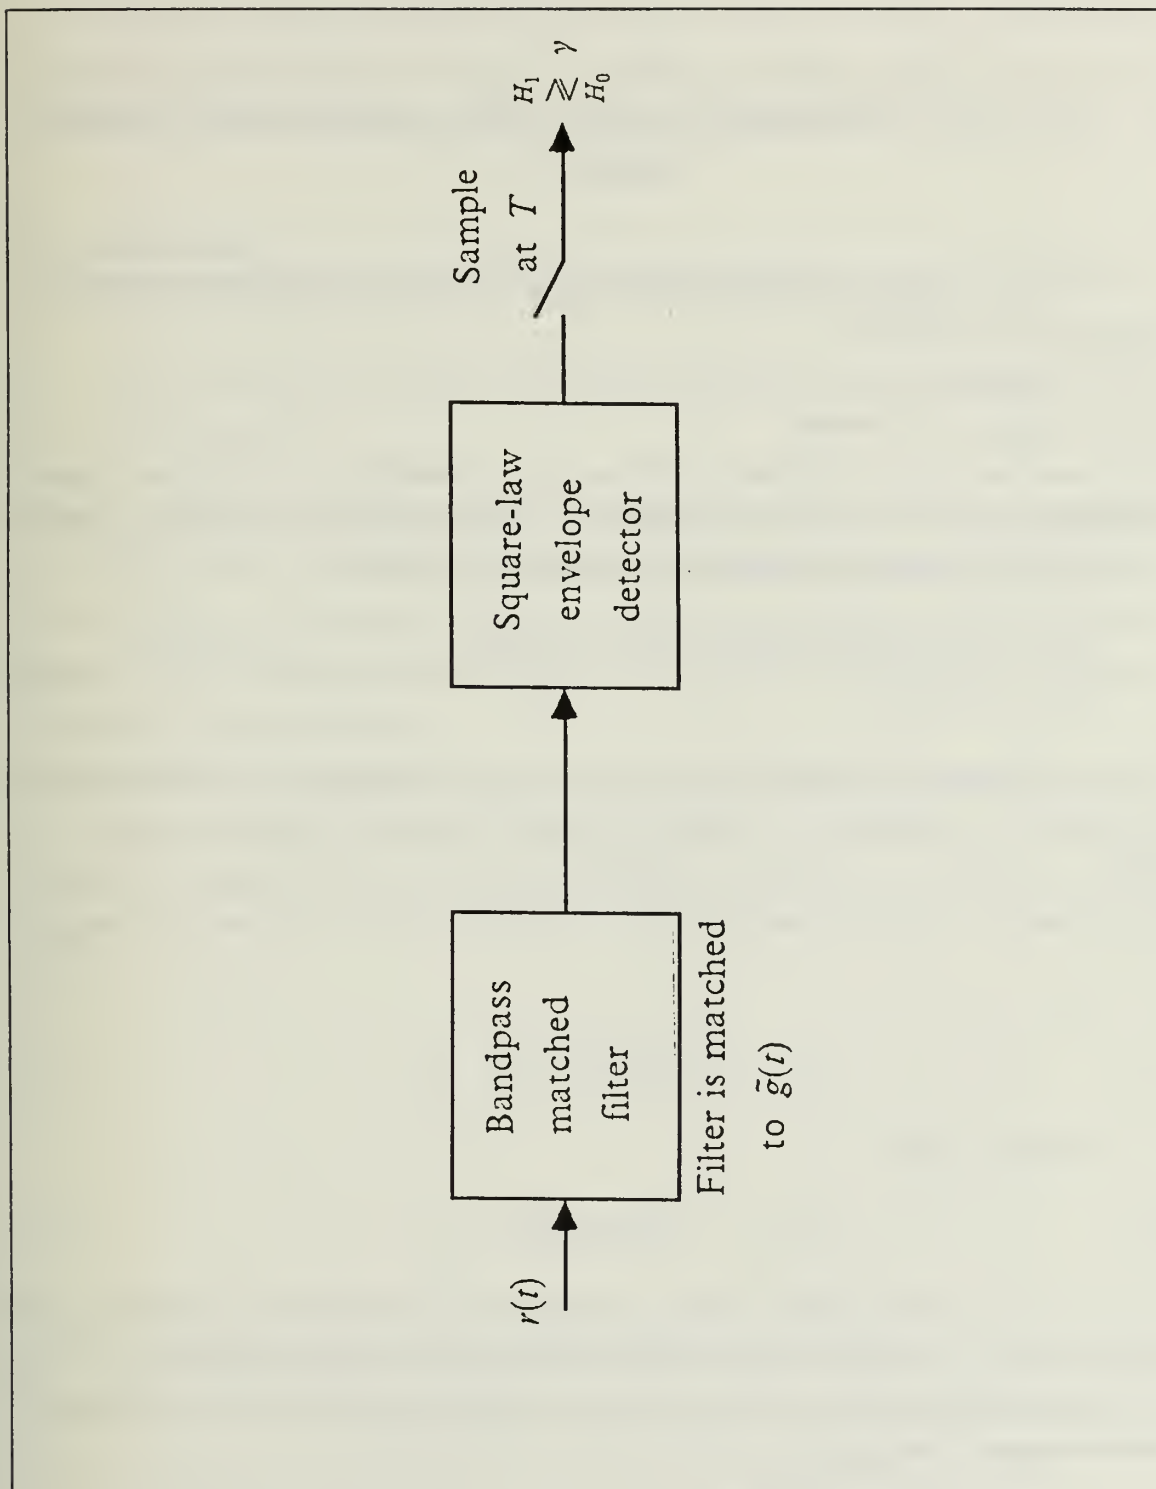 r(t)
Bandpass
matched
filter
Filter is matched
to g̃(t)
Square-law
envelope
detector
Sample
at T
H₁
≷ γ
H₀